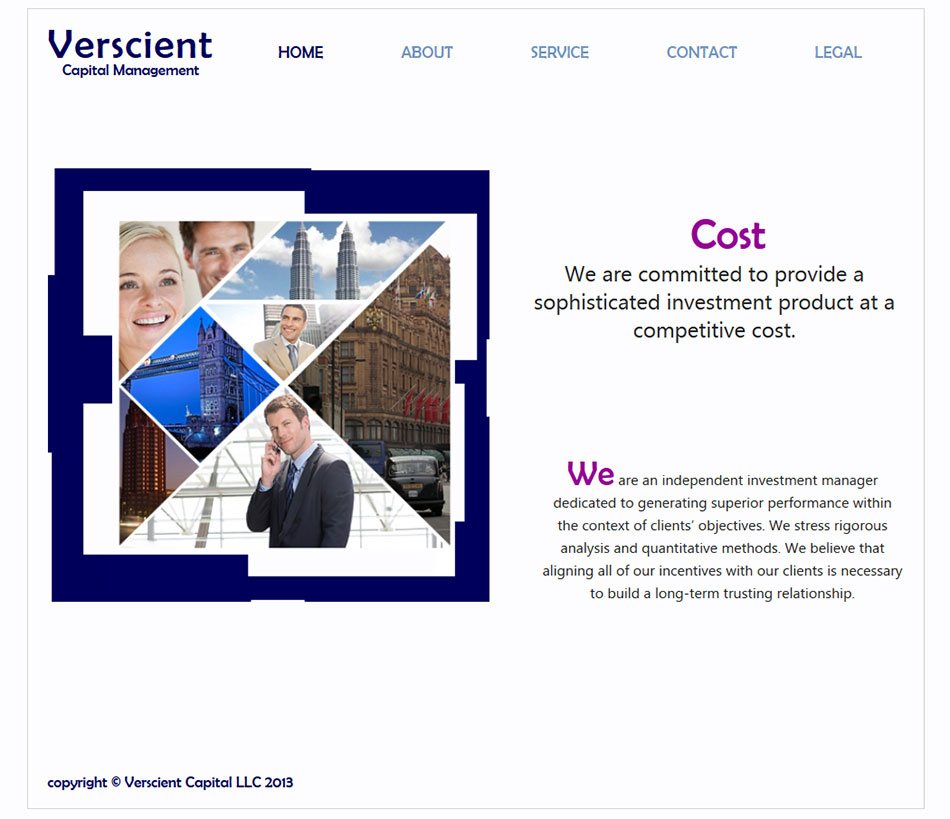 Verscient
Capital Management
HOME ABOUT SERVICE CONTACT LEGAL
Cost
We are committed to provide a
sophisticated investment product at a
competitive cost.
We are an independent investment manager
dedicated to generating superior performance within
the context of clients’ objectives. We stress rigorous
analysis and quantitative methods. We believe that
aligning all of our incentives with our clients is necessary
to build a long-term trusting relationship.
copyright © Verscient Capital LLC 2013